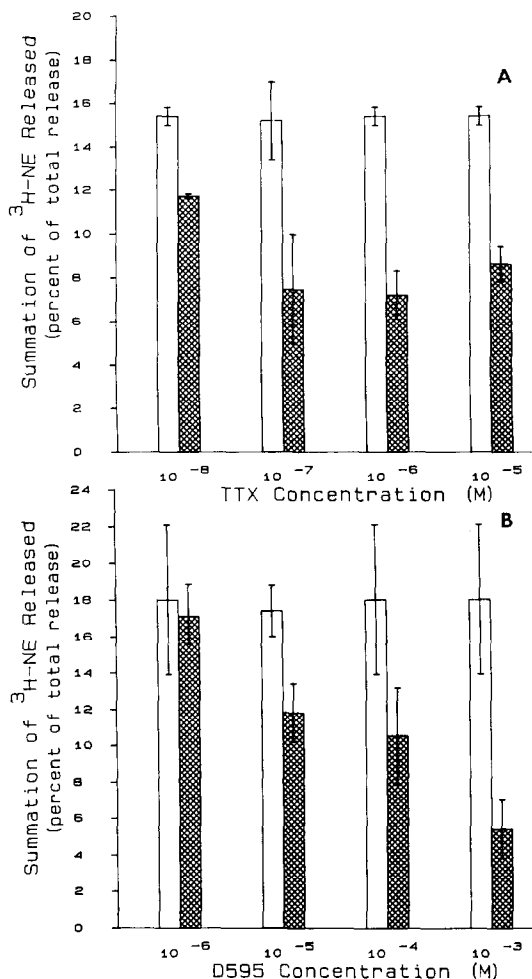 A
Summation of ³H-NE Released
(percent of total release)
20
18
16
14
12
10
8
6
4
2
0
10⁻⁸ 10⁻⁷ 10⁻⁶ 10⁻⁵
TTX Concentration (M)
B
Summation of ³H-NE Released
(percent of total release)
24
22
20
18
16
14
12
10
8
6
4
2
0
10⁻⁶ 10⁻⁵ 10⁻⁴ 10⁻³
D595 Concentration (M)